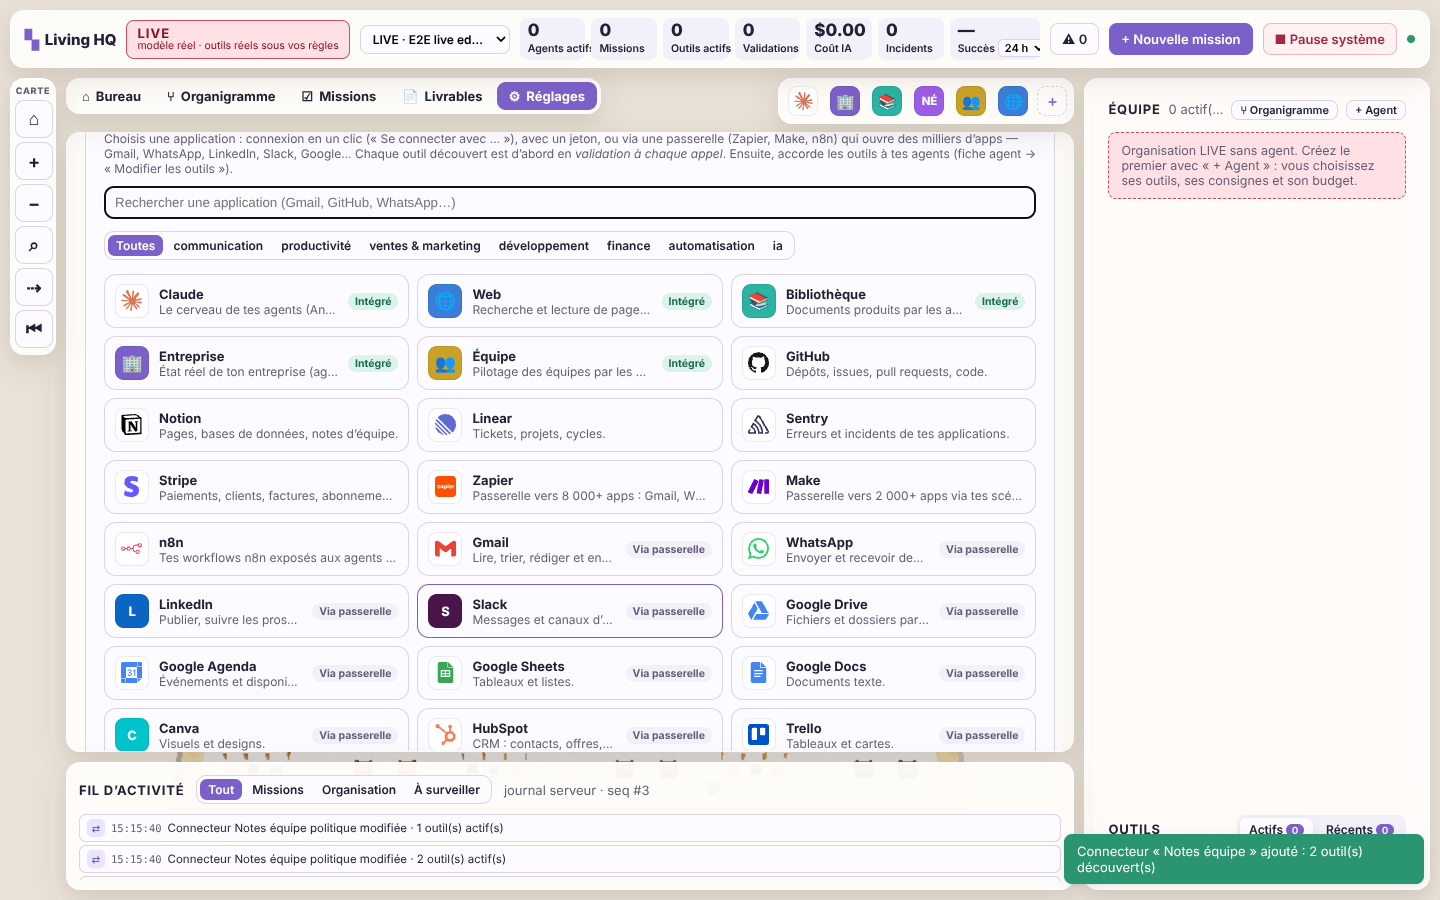 Living HQ
LIVE
modèle réel · outils réels sous vos règles
LIVE · E2E live ed...
0
Agents actifs
0
Missions
0
Outils actifs
0
Validations
$0.00
Coût IA
0
Incidents
—
Succès 24 h
0
+ Nouvelle mission
Pause système
CARTE
Bureau
Organigramme
Missions
Livrables
Réglages
NÉ
+
ÉQUIPE 0 actif(...
Organigramme
+ Agent
Organisation LIVE sans agent. Créez le
premier avec « + Agent » : vous choisissez
ses outils, ses consignes et son budget.
Choisis une application : connexion en un clic (« Se connecter avec … »), avec un jeton, ou via une passerelle (Zapier, Make, n8n) qui ouvre des milliers d’apps —
Gmail, WhatsApp, LinkedIn, Slack, Google… Chaque outil découvert est d’abord en validation à chaque appel. Ensuite, accorde les outils à tes agents (fiche agent →
« Modifier les outils »).
Rechercher une application (Gmail, GitHub, WhatsApp…)
Toutes communication productivité ventes & marketing développement finance automatisation ia
Claude
Le cerveau de tes agents (An...
Intégré
Web
Recherche et lecture de page...
Intégré
Bibliothèque
Documents produits par les a...
Intégré
Entreprise
État réel de ton entreprise (ag...
Intégré
Équipe
Pilotage des équipes par les ...
Intégré
GitHub
Dépôts, issues, pull requests, code.
Notion
Pages, bases de données, notes d’équipe.
Linear
Tickets, projets, cycles.
Sentry
Erreurs et incidents de tes applications.
Stripe
Paiements, clients, factures, abonneme...
zapier
Zapier
Passerelle vers 8 000+ apps : Gmail, W...
Make
Passerelle vers 2 000+ apps via tes scé...
n8n
Tes workflows n8n exposés aux agents ...
Gmail
Lire, trier, rédiger et en...
Via passerelle
WhatsApp
Envoyer et recevoir de...
Via passerelle
L
LinkedIn
Publier, suivre les pros...
Via passerelle
S
Slack
Messages et canaux d’...
Via passerelle
Google Drive
Fichiers et dossiers par...
Via passerelle
31
Google Agenda
Événements et disponi...
Via passerelle
Google Sheets
Tableaux et listes.
Via passerelle
Google Docs
Documents texte.
Via passerelle
C
Canva
Visuels et designs.
Via passerelle
HubSpot
CRM : contacts, offres,...
Via passerelle
Trello
Tableaux et cartes.
Via passerelle
FIL D’ACTIVITÉ
Tout Missions Organisation À surveiller
journal serveur · seq #3
15:15:40 Connecteur Notes équipe politique modifiée · 1 outil(s) actif(s)
15:15:40 Connecteur Notes équipe politique modifiée · 2 outil(s) actif(s)
OUTILS
Actifs 0
Récents 0
Connecteur « Notes équipe » ajouté : 2 outil(s)
découvert(s)